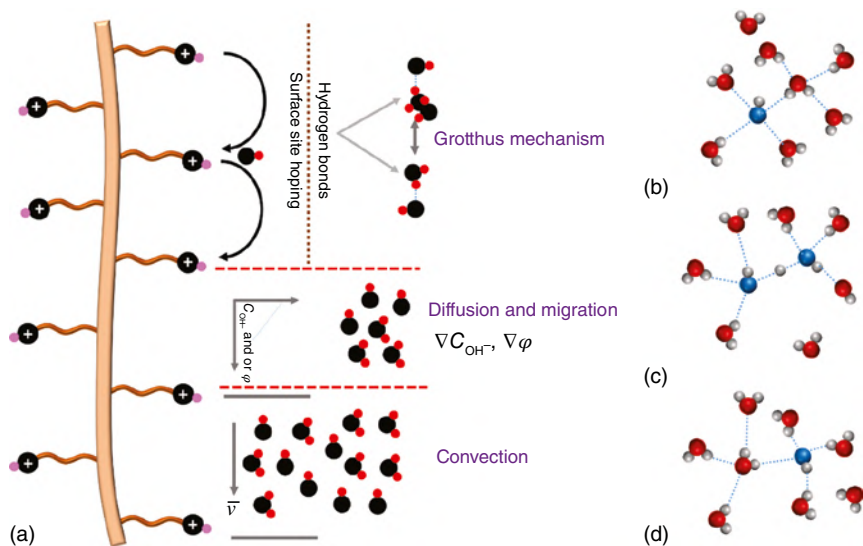 +
+
+
+
+
+
+
+
+
Surface site hoping
Hydrogen bonds
Grotthus mechanism
C_OH- and or φ
Diffusion and migration
∇C_OH⁻, ∇φ
Convection
v̄
(a)
(b)
(c)
(d)